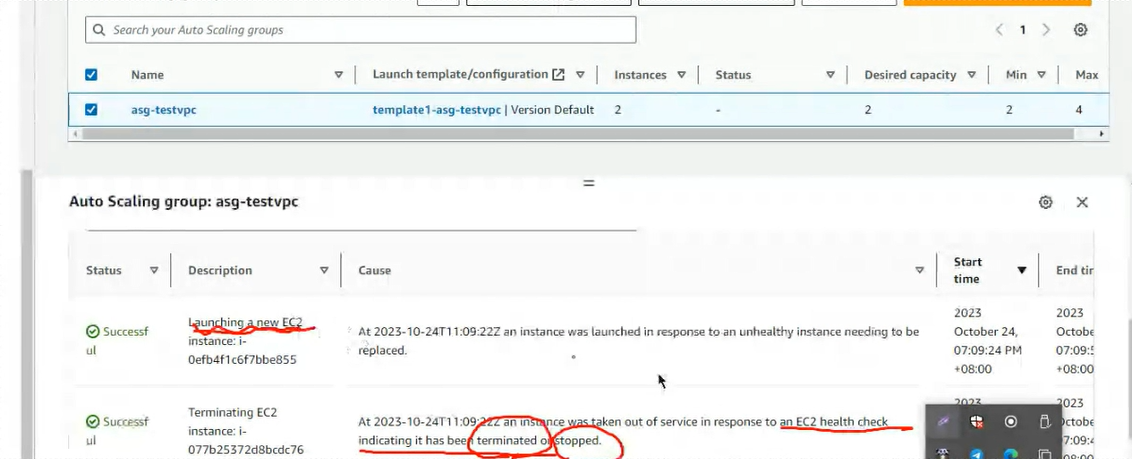 Search your Auto Scaling groups
1
Name Launch template/configuration Instances Status Desired capacity Min Max
asg-testvpc template1-asg-testvpc | Version Default 2 - 2 2 4
Auto Scaling group: asg-testvpc
Status Description Cause Start time End tir
Successf
ul
Launching a new EC2
instance: i-
0efb4f1c6f7bbe855
At 2023-10-24T11:09:22Z an instance was launched in response to an unhealthy instance needing to be
replaced.
2023
October 24,
07:09:24 PM
+08:00
2023
Octobe
07:09:5
+08:00
Successf
ul
Terminating EC2
instance: i-
077b25372d8bcdc76
At 2023-10-24T11:09:22Z an instance was taken out of service in response to an EC2 health check
indicating it has been terminated or stopped.
2023
2023
ctobe
7:09:4